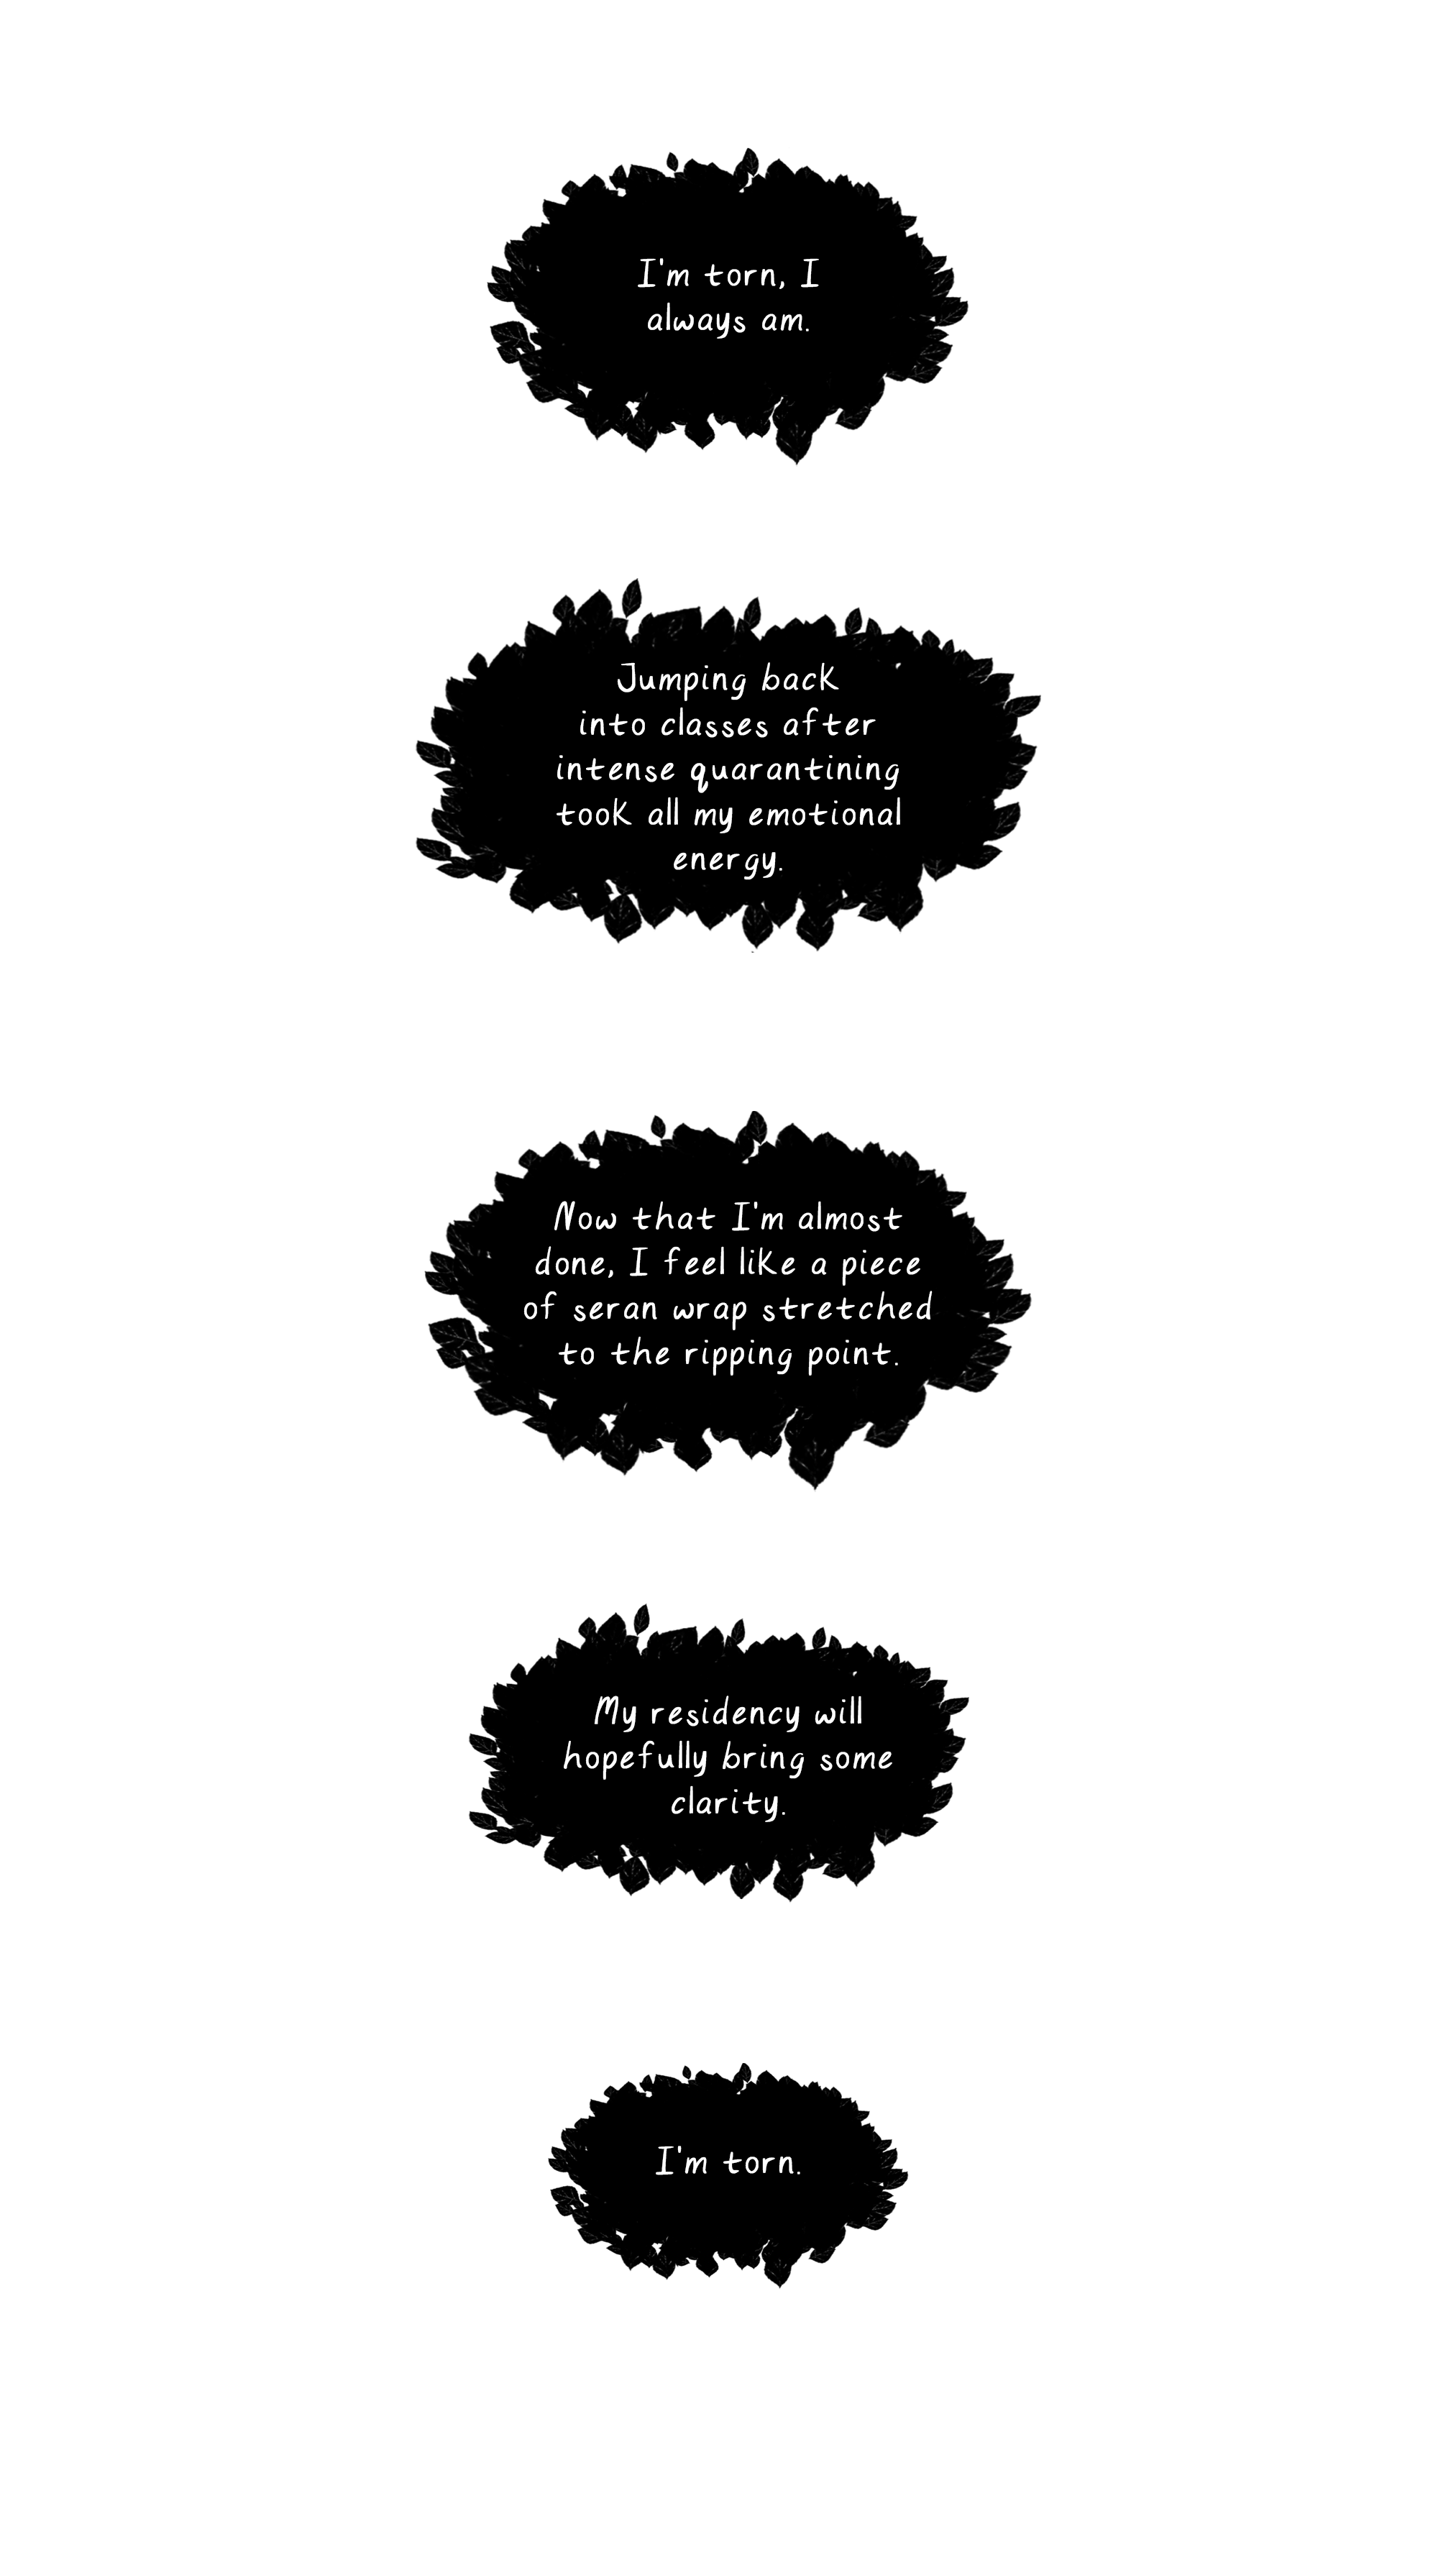 I'm torn, I
always am.
Jumping back
into classes after
intense quarantining
took all my emotional
energy.
Now that I'm almost
done, I feel like a piece
of seran wrap stretched
to the ripping point.
My residency will
hopefully bring some
clarity.
I'm torn.